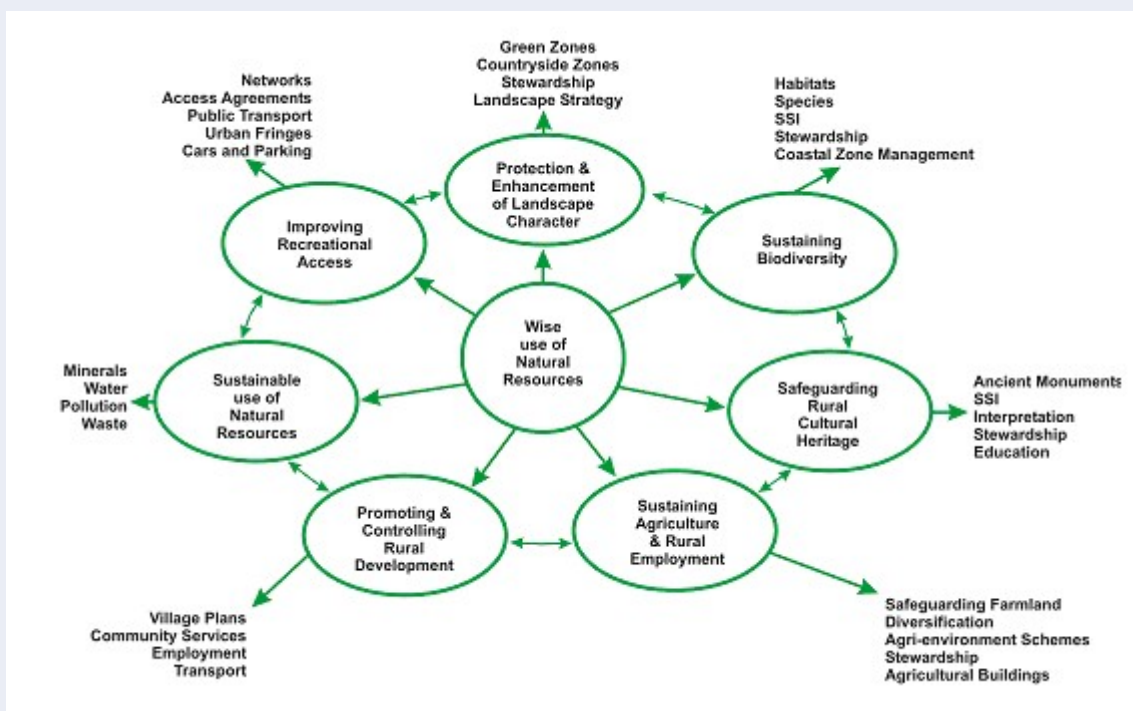 Green Zones
Countryside Zones
Stewardship
Landscape Strategy
Networks
Access Agreements
Public Transport
Urban Fringes
Cars and Parking
Habitats
Species
SSI
Stewardship
Coastal Zone Management
Protection &
Enhancement
of Landscape
Character
Improving
Recreational
Access
Sustaining
Biodiversity
Wise
use of
Natural
Resources
Minerals
Water
Pollution
Waste
Sustainable
use of
Natural
Resources
Safeguarding
Rural
Cultural
Heritage
Ancient Monuments
SSI
Interpretation
Stewardship
Education
Promoting &
Controlling
Rural
Development
Sustaining
Agriculture
& Rural
Employment
Village Plans
Community Services
Employment
Transport
Safeguarding Farmland
Diversification
Agri-environment Schemes
Stewardship
Agricultural Buildings